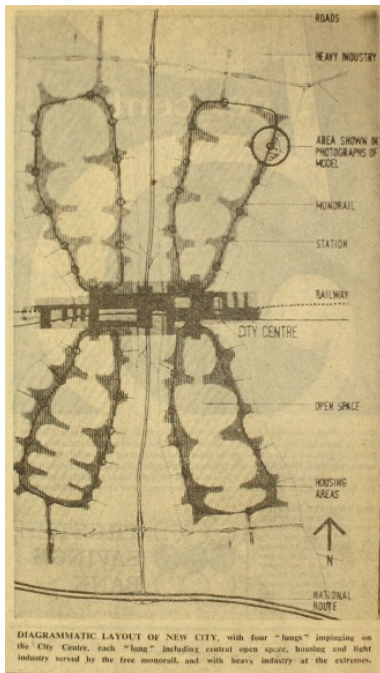 ROADS
HEAVY INDUSTRY
AREA SHOWN IN
PHOTOGRAPHS OF
MODEL
MONORAIL
STATION
RAILWAY
CITY CENTRE
OPEN SPACE
HOUSING
AREAS
N
NATIONAL
ROUTE
SAVINGS
BANK
DIAGRAMMATIC LAYOUT OF NEW CITY, with four "lungs" impinging on
the City Centre, each "lung" including central open space, housing and light
industry served by the free monorail, and with heavy industry at the extremes.